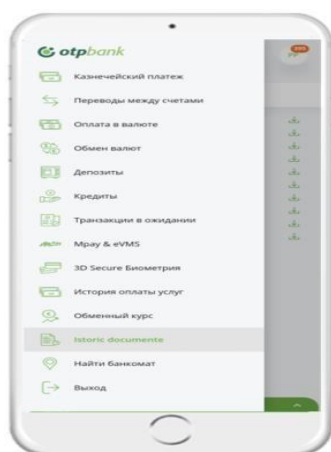 otpbank
Казначейский платеж
Переводы между счетами
Оплата в валюте
Обмен валют
Депозиты
Кредиты
Транзакции в ожидании
Mpay & eVMS
3D Secure Биометрия
История оплаты услуг
Обменный курс
Istoric documente
Найти банкомат
Выход